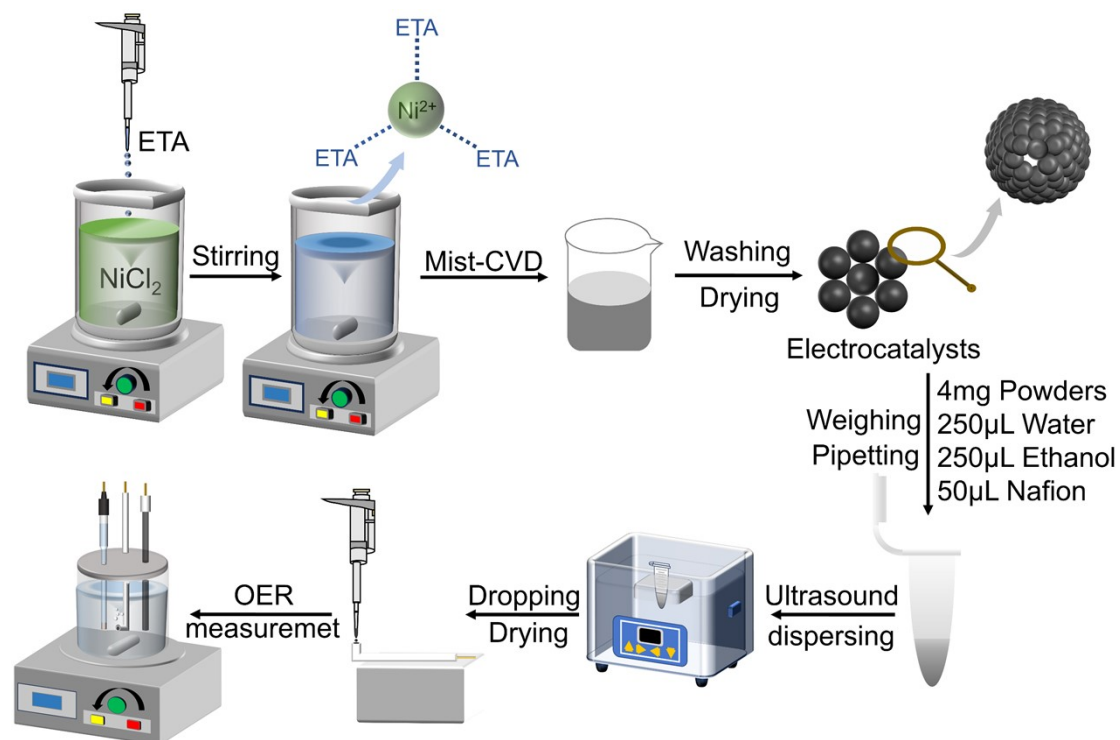 ETA
NiCl₂
Stirring
ETA
Ni²⁺
ETA
ETA
Mist-CVD
Washing
Drying
Electrocatalysts
Weighing
Pipetting
4mg Powders
250μL Water
250μL Ethanol
50μL Nafion
Ultrasound
dispersing
Dropping
Drying
OER
measuremet